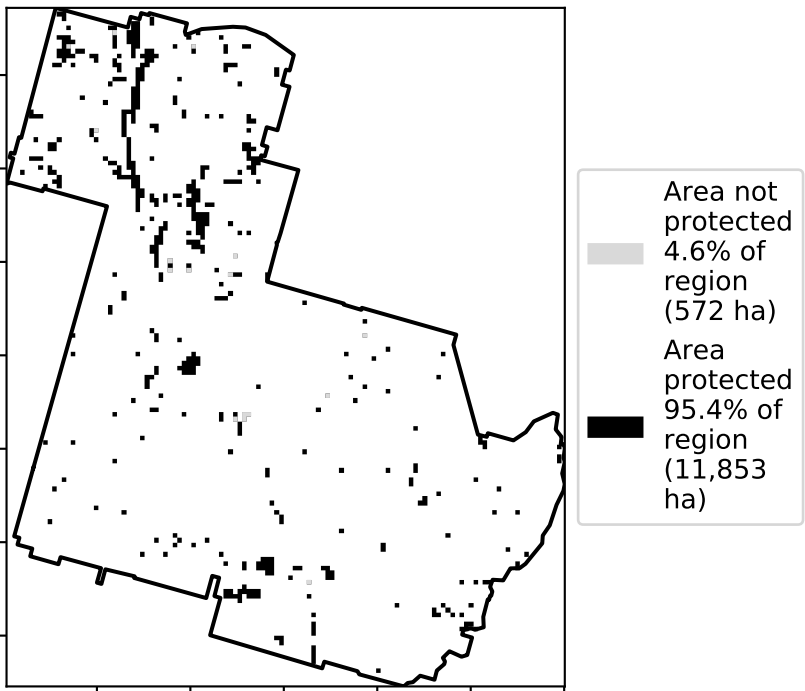 Area not
protected
4.6% of
region
(572 ha)
Area
protected
95.4% of
region
(11,853
ha)